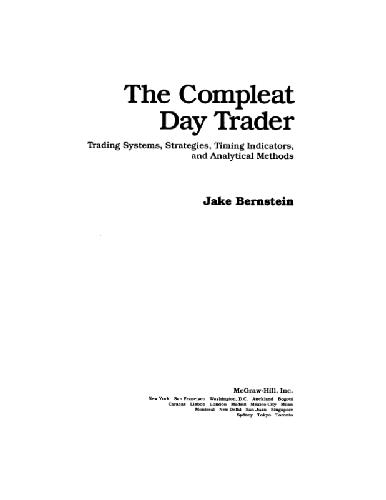 The Compleat
Day Trader
Trading Systems, Strategies, Timing Indicators,
and Analytical Methods
Jake Bernstein
McGraw-Hill, Inc.
New York San Francisco Washington, D.C. Auckland Bogotá
Caracas Lisbon London Madrid Mexico City Milan
Montreal New Delhi San Juan Singapore
Sydney Tokyo Toronto